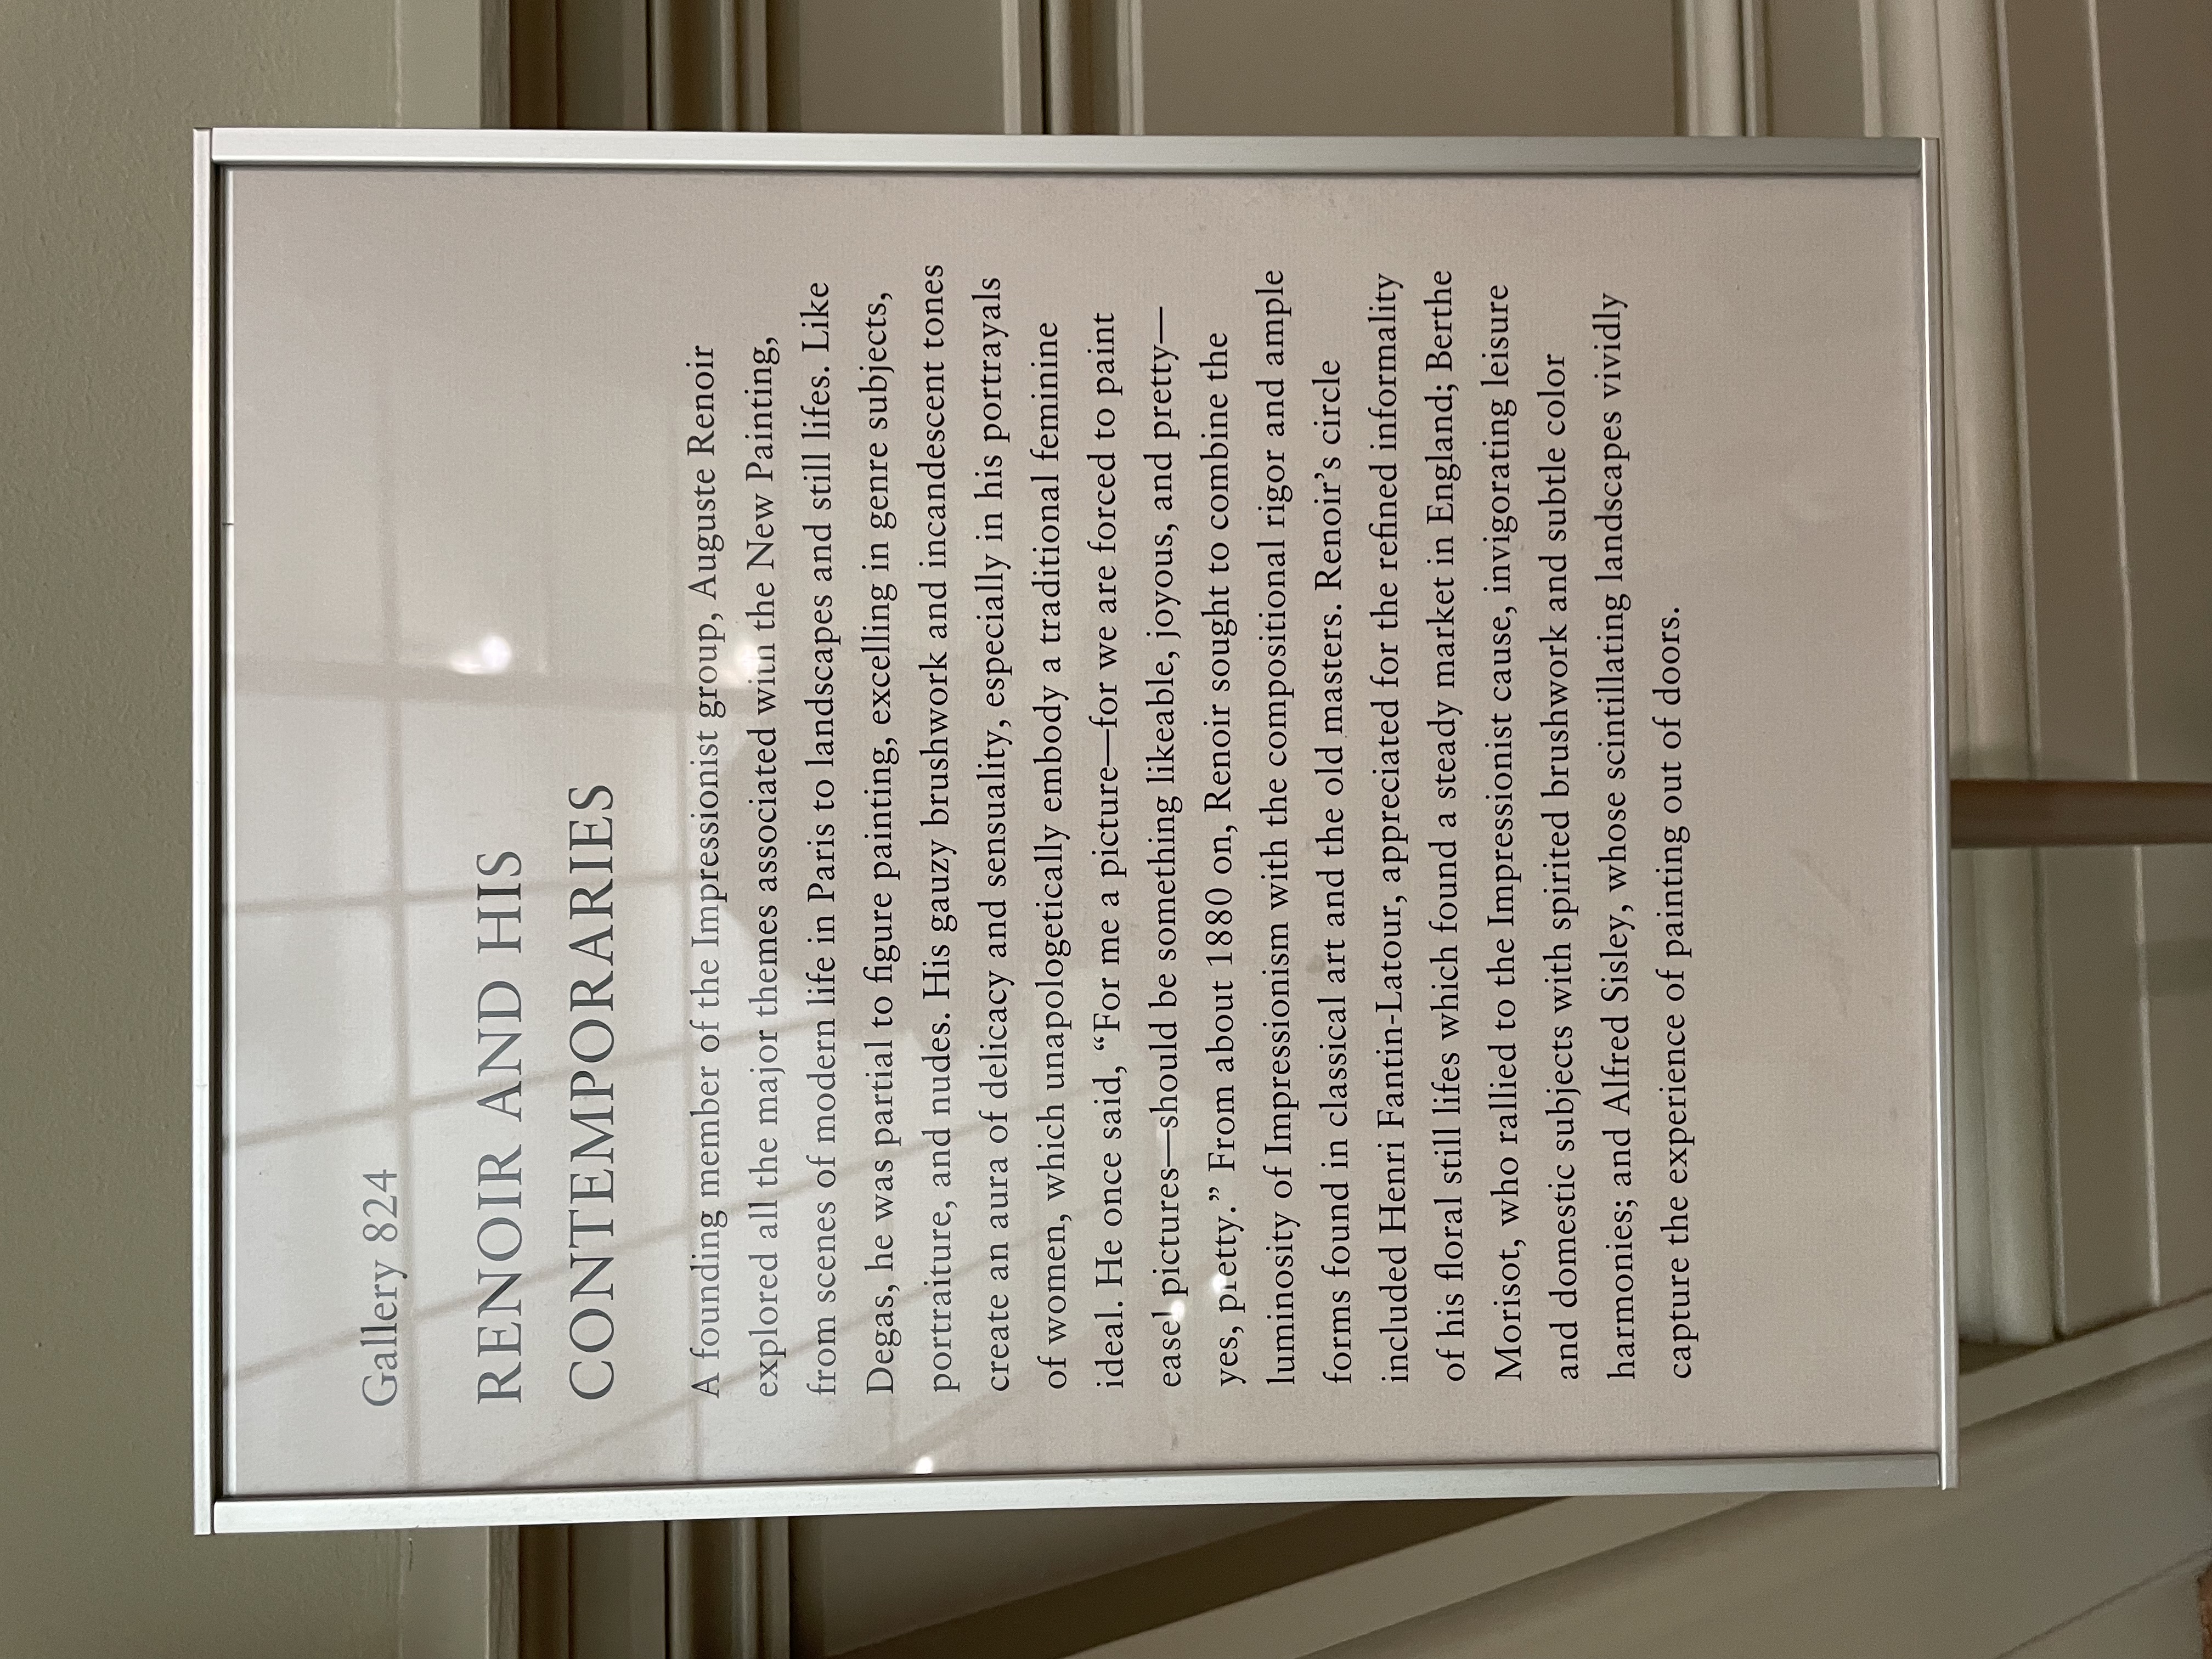 Gallery 824
RENOIR AND HIS
CONTEMPORARIES
A founding member of the Impressionist group, Auguste Renoir
explored all the major themes associated with the New Painting,
from scenes of modern life in Paris to landscapes and still lifes. Like
Degas, he was partial to figure painting, excelling in genre subjects,
portraiture, and nudes. His gauzy brushwork and incandescent tones
create an aura of delicacy and sensuality, especially in his portrayals
of women, which unapologetically embody a traditional feminine
ideal. He once said, “For me a picture—for we are forced to paint
easel pictures—should be something likeable, joyous, and pretty—
yes, pretty.” From about 1880 on, Renoir sought to combine the
luminosity of Impressionism with the compositional rigor and ample
forms found in classical art and the old masters. Renoir’s circle
included Henri Fantin-Latour, appreciated for the refined informality
of his floral still lifes which found a steady market in England; Berthe
Morisot, who rallied to the Impressionist cause, invigorating leisure
and domestic subjects with spirited brushwork and subtle color
harmonies; and Alfred Sisley, whose scintillating landscapes vividly
capture the experience of painting out of doors.